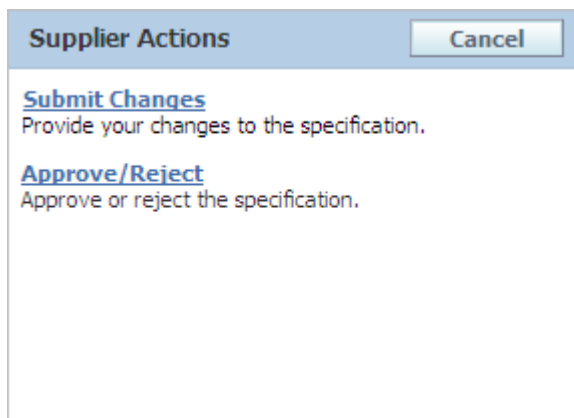 Supplier Actions
Cancel
Submit Changes
Provide your changes to the specification.
Approve/Reject
Approve or reject the specification.